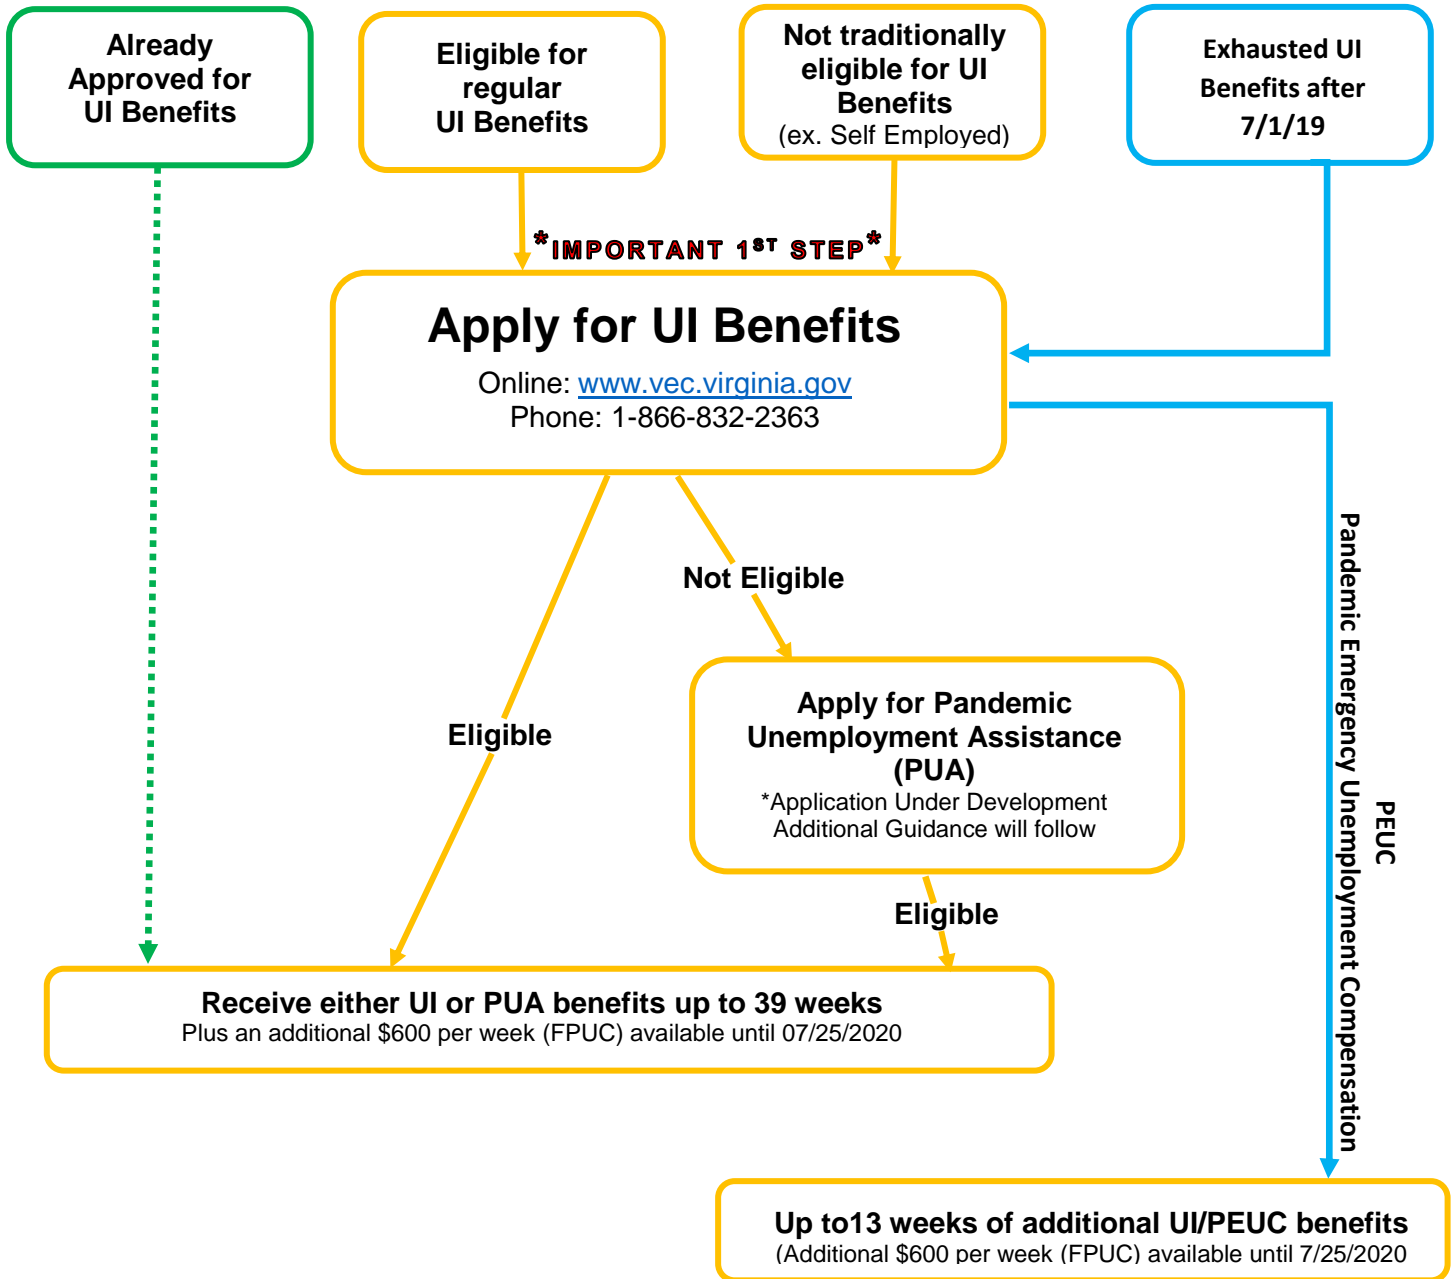 Already
Approved for
UI Benefits
Eligible for
regular
UI Benefits
Not traditionally
eligible for UI
Benefits
(ex. Self Employed)
Exhausted UI
Benefits after
7/1/19
*IMPORTANT 1ST STEP*
Apply for UI Benefits
Online: www.vec.virginia.gov
Phone: 1-866-832-2363
Not Eligible
Eligible
Apply for Pandemic
Unemployment Assistance
(PUA)
*Application Under Development
Additional Guidance will follow
Eligible
PEUC
Pandemic Emergency Unemployment Compensation
Receive either UI or PUA benefits up to 39 weeks
Plus an additional $600 per week (FPUC) available until 07/25/2020
Up to13 weeks of additional UI/PEUC benefits
(Additional $600 per week (FPUC) available until 7/25/2020